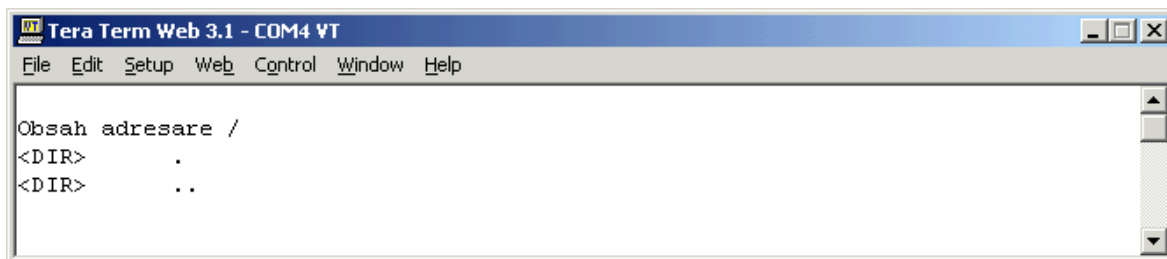 Tera Term Web 3.1 - COM4 VT
File Edit Setup Web Control Window Help
Obsah adresare /
<DIR> .
<DIR> ..